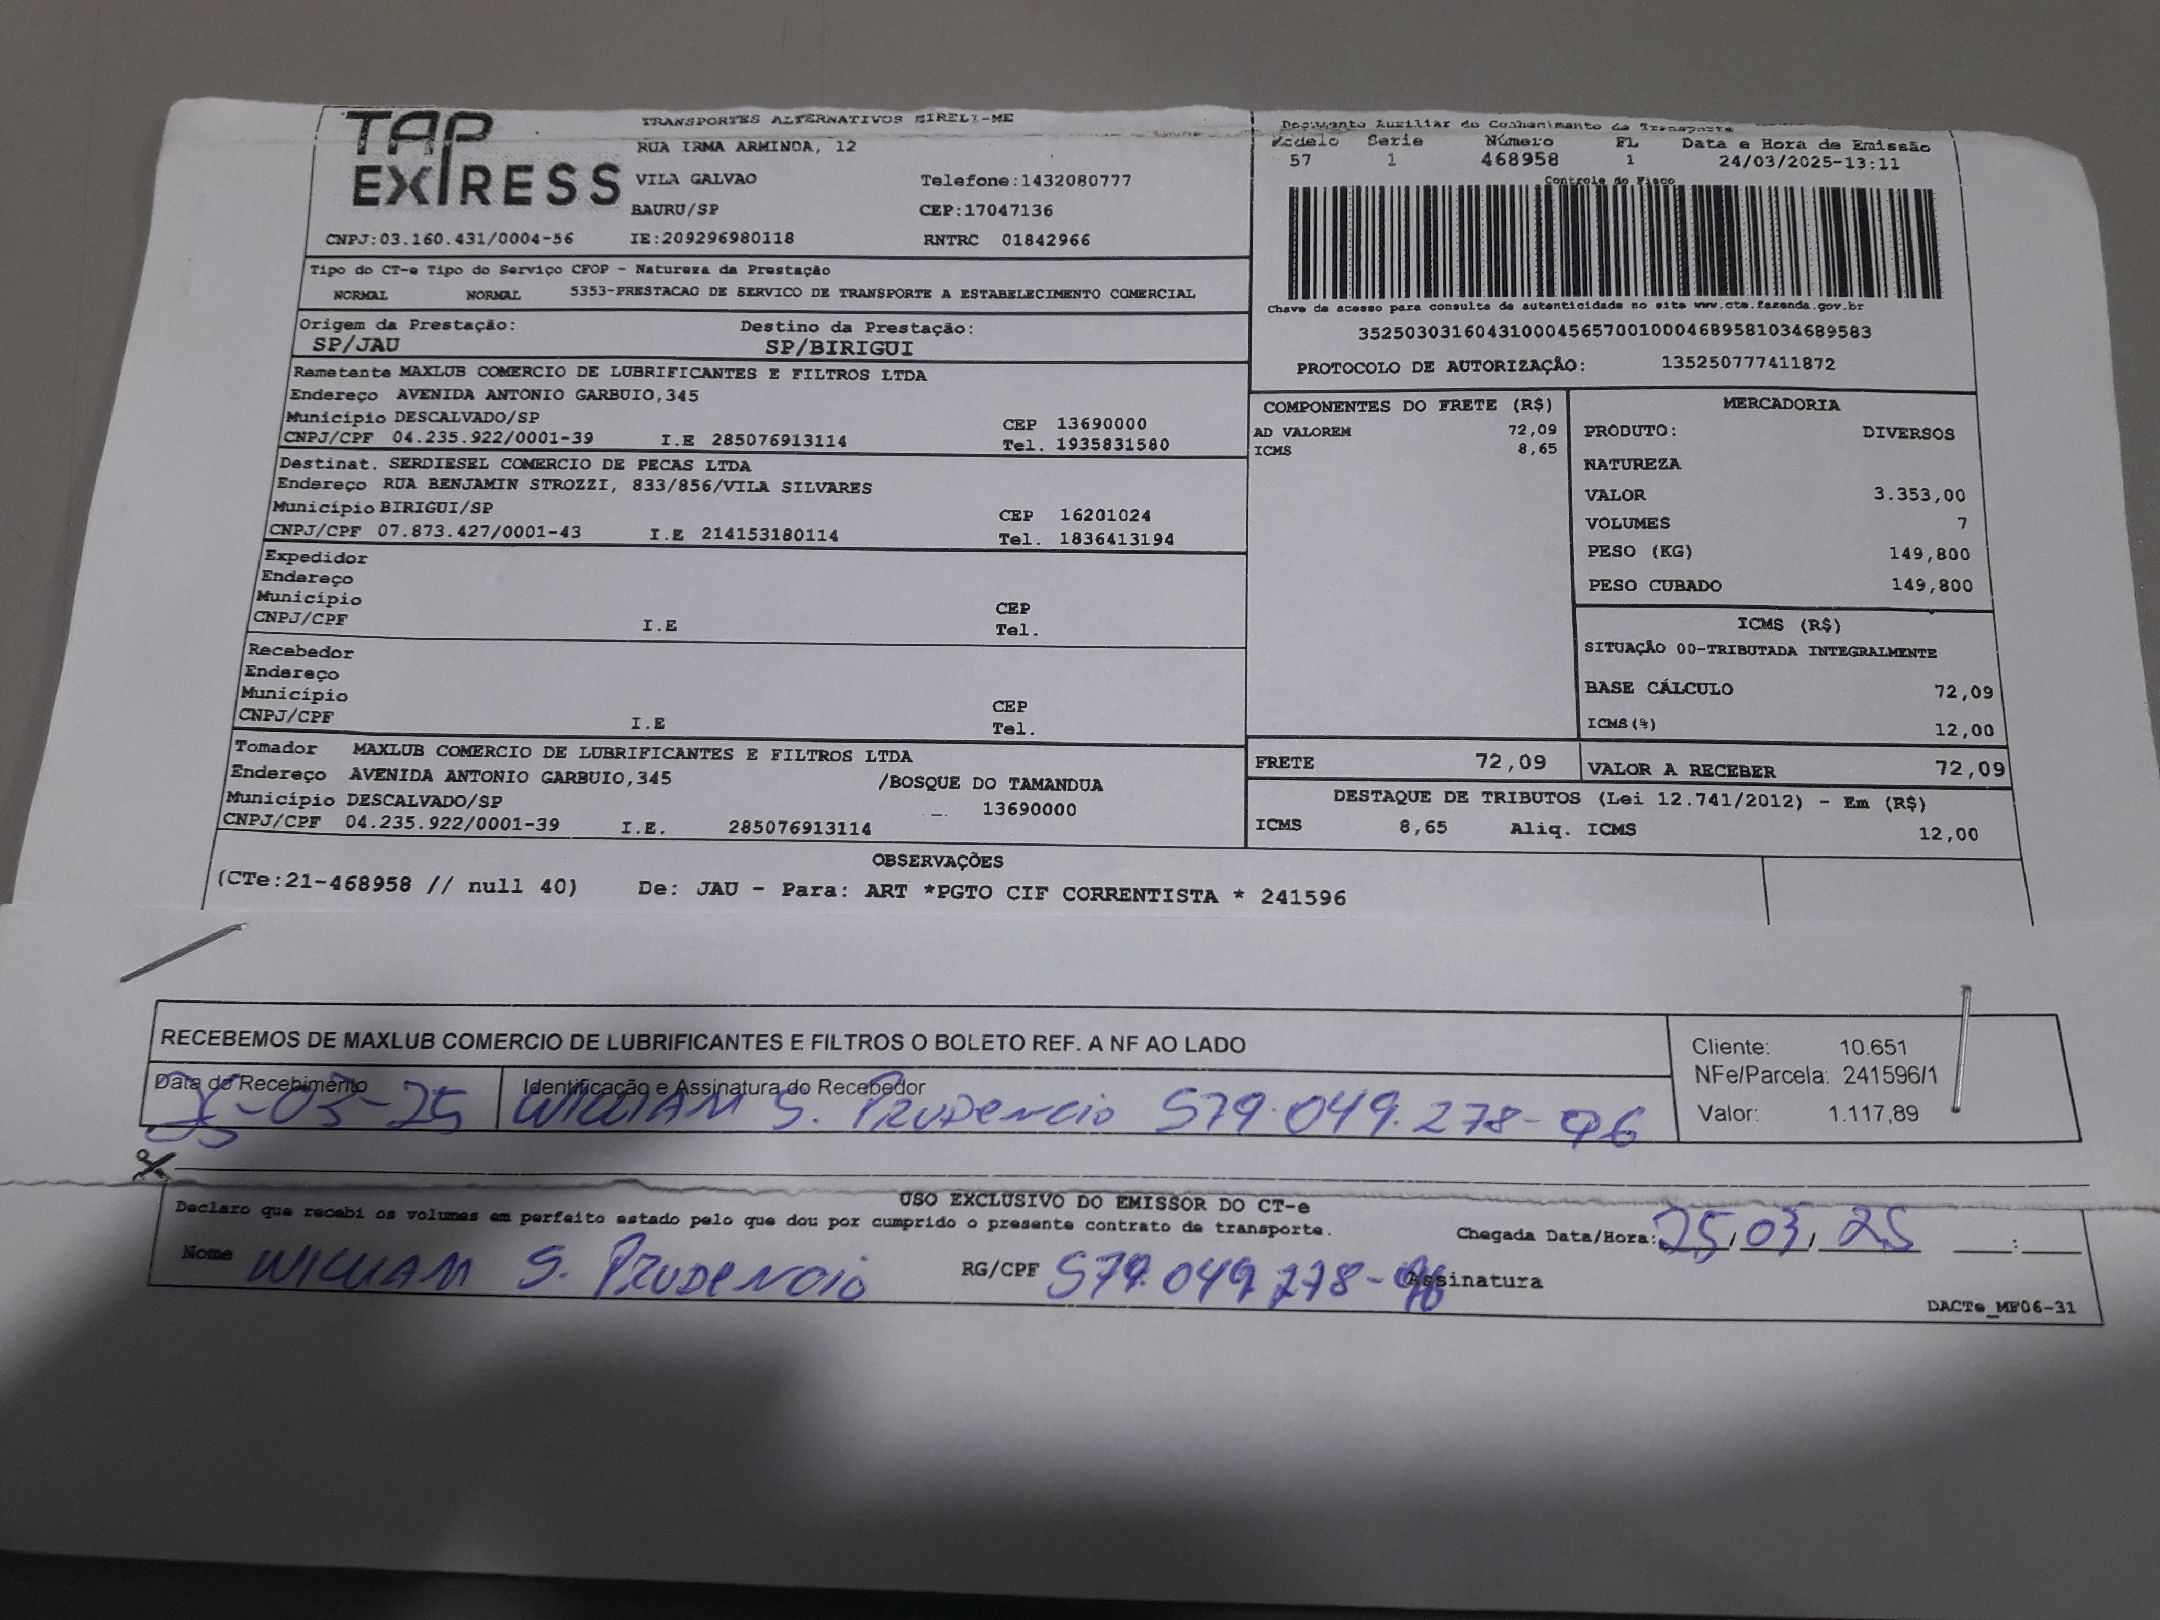 TAP EXPRESS
TRANSPORTES ALTERNATIVOS EIRELI-ME
RUA IRMA ARMINDA, 12
VILA GALVAO Telefone:1432080777
BAURU/SP CEP:17047136
CNPJ:03.160.431/0004-56 IE:209296980118 RNTRC 01842966
Tipo do CT-e Tipo do Serviço CFOP - Natureza da Prestação
NORMAL NORMAL 5353-PRESTACAO DE SERVICO DE TRANSPORTE A ESTABELECIMENTO COMERCIAL
Origem da Prestação: Destino da Prestação:
SP/JAU SP/BIRIGUI
Remetente MAXLUB COMERCIO DE LUBRIFICANTES E FILTROS LTDA
Endereço AVENIDA ANTONIO GARBUIO,345
Município DESCALVADO/SP CEP 13690000
CNPJ/CPF 04.235.922/0001-39 I.E 285076913114 Tel. 1935831580
Destinat. SERDIESEL COMERCIO DE PECAS LTDA
Endereço RUA BENJAMIN STROZZI, 833/856/VILA SILVARES
Município BIRIGUI/SP CEP 16201024
CNPJ/CPF 07.873.427/0001-43 I.E 214153180114 Tel. 1836413194
Expedidor
Endereço
Município CEP
CNPJ/CPF I.E Tel.
Recebedor
Endereço
Município CEP
CNPJ/CPF I.E Tel.
Tomador MAXLUB COMERCIO DE LUBRIFICANTES E FILTROS LTDA
Endereço AVENIDA ANTONIO GARBUIO,345 /BOSQUE DO TAMANDUA
Município DESCALVADO/SP 13690000
CNPJ/CPF 04.235.922/0001-39 I.E. 285076913114
Documento Auxiliar do Conhecimento de Transporte
Modelo Serie Número FL Data e Hora de Emissão
57 1 468958 1 24/03/2025-13:11
Controle do Fisco
Chave de acesso para consulta de autenticidade no site www.cte.fazenda.gov.br
35250303160431000456570010004689581034689583
PROTOCOLO DE AUTORIZAÇÃO: 135250777411872
COMPONENTES DO FRETE (R$)
AD VALOREM 72,09
ICMS 8,65
MERCADORIA
PRODUTO: DIVERSOS
NATUREZA
VALOR 3.353,00
VOLUMES 7
PESO (KG) 149,800
PESO CUBADO 149,800
ICMS (R$)
SITUAÇÃO 00-TRIBUTADA INTEGRALMENTE
BASE CÁLCULO 72,09
ICMS(%) 12,00
FRETE 72,09 VALOR A RECEBER 72,09
DESTAQUE DE TRIBUTOS (Lei 12.741/2012) - Em (R$)
ICMS 8,65 Aliq. ICMS 12,00
OBSERVAÇÕES
(CTe:21-468958 // null 40) De: JAU - Para: ART *PGTO CIF CORRENTISTA * 241596
RECEBEMOS DE MAXLUB COMERCIO DE LUBRIFICANTES E FILTROS O BOLETO REF. A NF AO LADO
Data do Recebimento Identificação e Assinatura do Recebedor
25-03-25 WILLIAM S. PRUDENCIO 579.049.278-96
Cliente: 10.651
NFe/Parcela: 241596/1
Valor: 1.117,89
USO EXCLUSIVO DO EMISSOR DO CT-e
Declaro que recebi os volumes em perfeito estado pelo que dou por cumprido o presente contrato de transporte.
Chegada Data/Hora: 25/03/25 __:__
Nome WILLIAM S. PRUDENCIO RG/CPF 579.049.278-96 Assinatura
DACTe_MF06-31